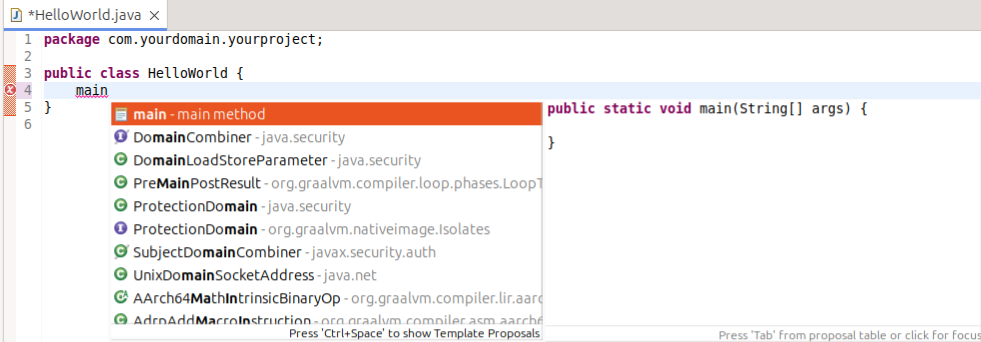 *HelloWorld.java
1 package com.yourdomain.yourproject;
2
3 public class HelloWorld {
4 main
5 }
6
main - main method
DomainCombiner - java.security
DomainLoadStoreParameter - java.security
PreMainPostResult - org.graalvm.compiler.loop.phases.LoopT
ProtectionDomain - java.security
ProtectionDomain - org.graalvm.nativeimage.Isolates
SubjectDomainCombiner - javax.security.auth
UnixDomainSocketAddress - java.net
AArch64MathIntrinsicBinaryOp - org.graalvm.compiler.lir.aarc
AdrpAddMacroInstruction - org.graalvm.compiler.asm.aarch6
Press 'Ctrl+Space' to show Template Proposals
public static void main(String[] args) {
}
Press 'Tab' from proposal table or click for focus